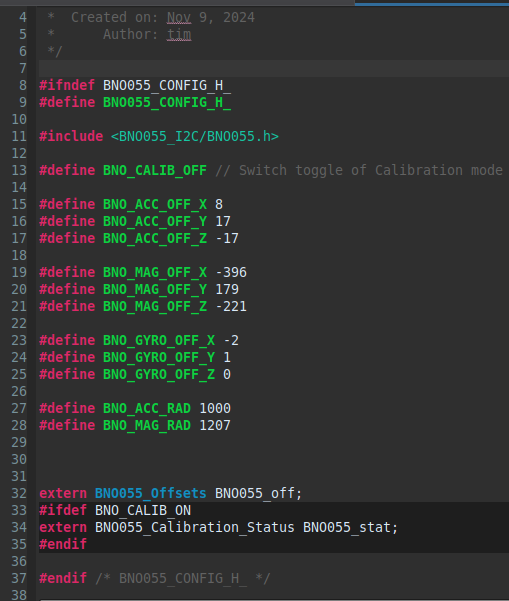 4  *  Created on: Nov 9, 2024
5  *      Author: tim
6  */
7
8 #ifndef BNO055_CONFIG_H_
9 #define BNO055_CONFIG_H_
10
11 #include <BNO055_I2C/BNO055.h>
12
13 #define BNO_CALIB_OFF // Switch toggle of Calibration mode
14
15 #define BNO_ACC_OFF_X 8
16 #define BNO_ACC_OFF_Y 17
17 #define BNO_ACC_OFF_Z -17
18
19 #define BNO_MAG_OFF_X -396
20 #define BNO_MAG_OFF_Y 179
21 #define BNO_MAG_OFF_Z -221
22
23 #define BNO_GYRO_OFF_X -2
24 #define BNO_GYRO_OFF_Y 1
25 #define BNO_GYRO_OFF_Z 0
26
27 #define BNO_ACC_RAD 1000
28 #define BNO_MAG_RAD 1207
29
30
31
32 extern BNO055_Offsets BNO055_off;
33 #ifdef BNO_CALIB_ON
34 extern BNO055_Calibration_Status BNO055_stat;
35 #endif
36
37 #endif /* BNO055_CONFIG_H_ */
38